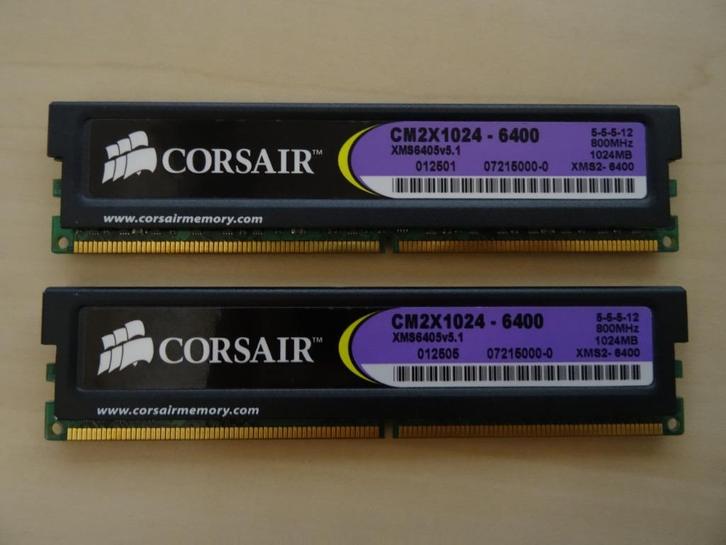 CORSAIR™
www.corsairmemory.com
CM2X1024 - 6400
XMS6405v5.1
012501 07215000-0
5-5-5-12
800MHz
1024MB
XMS2- 6400
CORSAIR™
www.corsairmemory.com
CM2X1024 - 6400
XMS6405v5.1
012505 07215000-0
5-5-5-12
800MHz
1024MB
XMS2- 6400